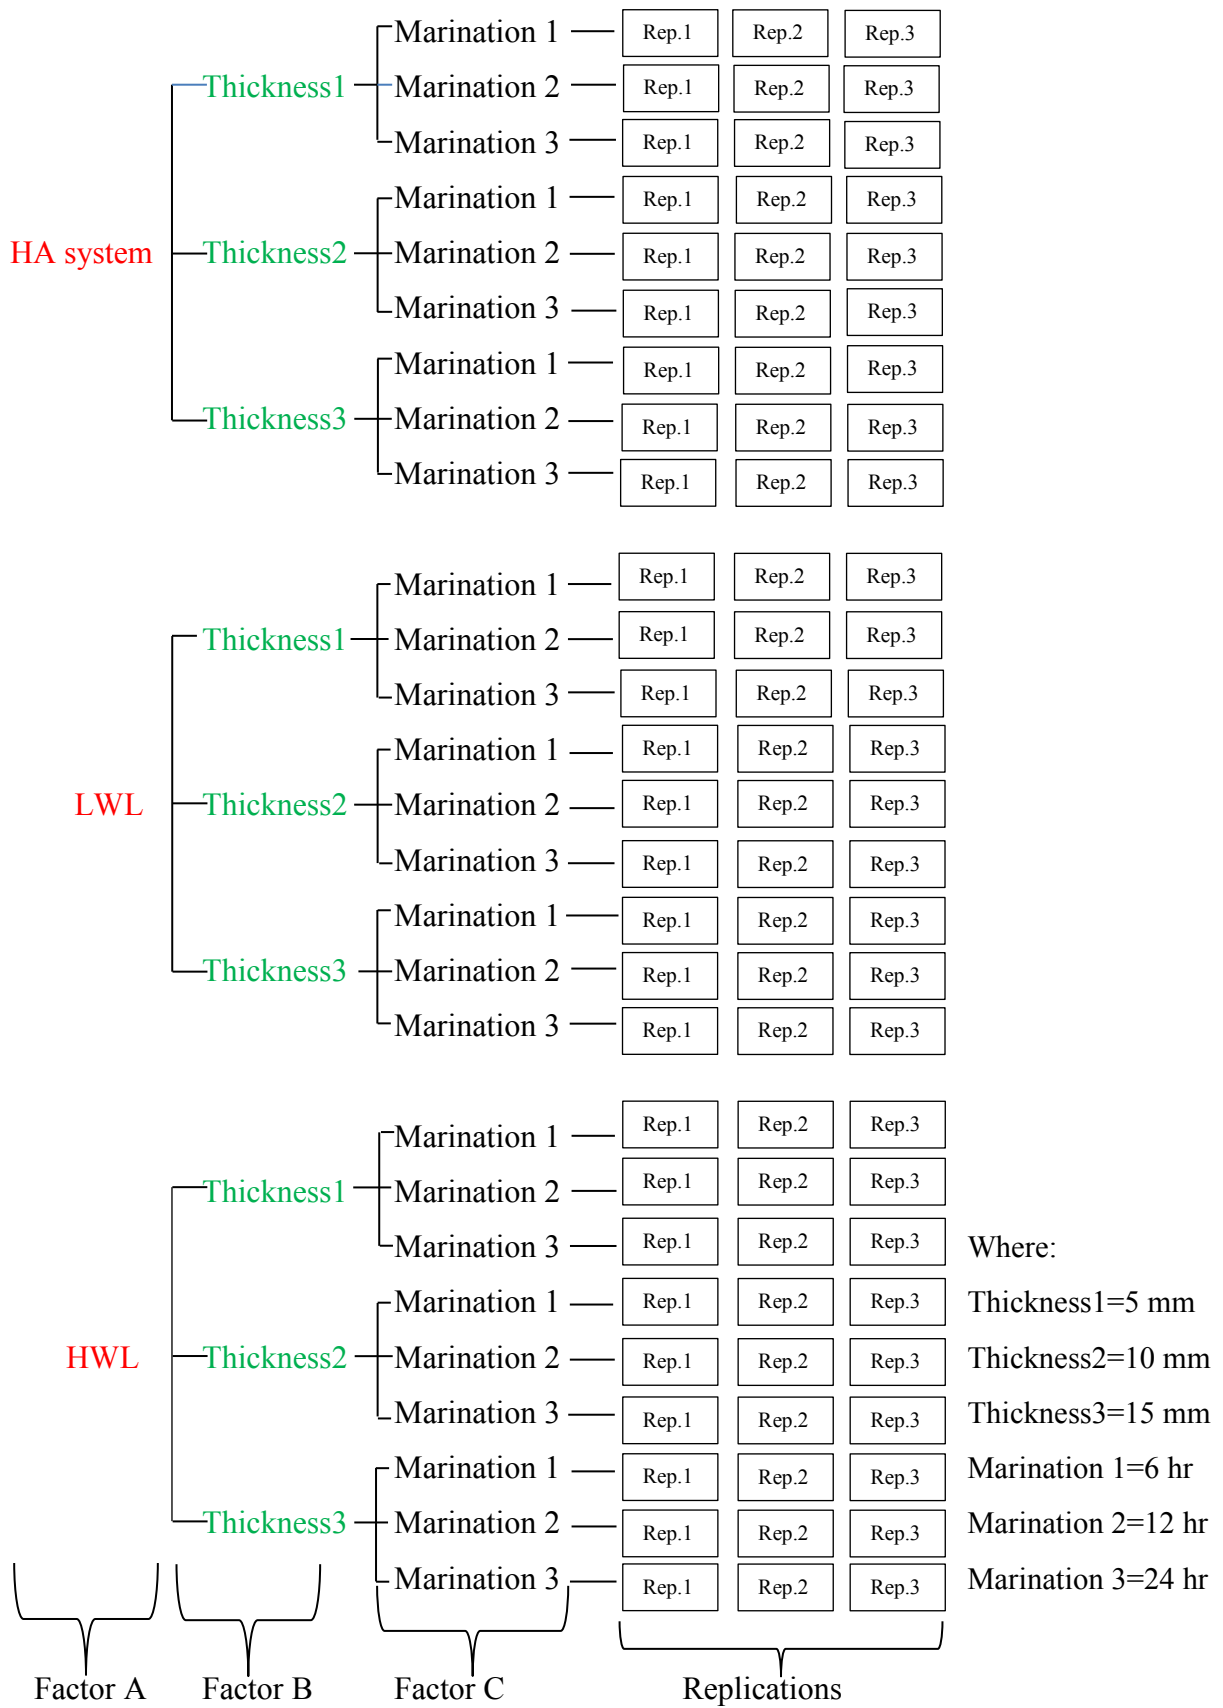 Marination 1 Rep.1 Rep.2 Rep.3
Thickness1 Marination 2 Rep.1 Rep.2 Rep.3
Marination 3 Rep.1 Rep.2 Rep.3
Marination 1 Rep.1 Rep.2 Rep.3
HA system Thickness2 Marination 2 Rep.1 Rep.2 Rep.3
Marination 3 Rep.1 Rep.2 Rep.3
Marination 1 Rep.1 Rep.2 Rep.3
Thickness3 Marination 2 Rep.1 Rep.2 Rep.3
Marination 3 Rep.1 Rep.2 Rep.3
Marination 1 Rep.1 Rep.2 Rep.3
Thickness1 Marination 2 Rep.1 Rep.2 Rep.3
Marination 3 Rep.1 Rep.2 Rep.3
Marination 1 Rep.1 Rep.2 Rep.3
LWL Thickness2 Marination 2 Rep.1 Rep.2 Rep.3
Marination 3 Rep.1 Rep.2 Rep.3
Marination 1 Rep.1 Rep.2 Rep.3
Thickness3 Marination 2 Rep.1 Rep.2 Rep.3
Marination 3 Rep.1 Rep.2 Rep.3
Marination 1 Rep.1 Rep.2 Rep.3
Thickness1 Marination 2 Rep.1 Rep.2 Rep.3
Marination 3 Rep.1 Rep.2 Rep.3 Where:
Marination 1 Rep.1 Rep.2 Rep.3 Thickness1=5 mm
HWL Thickness2 Marination 2 Rep.1 Rep.2 Rep.3 Thickness2=10 mm
Marination 3 Rep.1 Rep.2 Rep.3 Thickness3=15 mm
Marination 1 Rep.1 Rep.2 Rep.3 Marination 1=6 hr
Thickness3 Marination 2 Rep.1 Rep.2 Rep.3 Marination 2=12 hr
Marination 3 Rep.1 Rep.2 Rep.3 Marination 3=24 hr
Factor A Factor B Factor C Replications